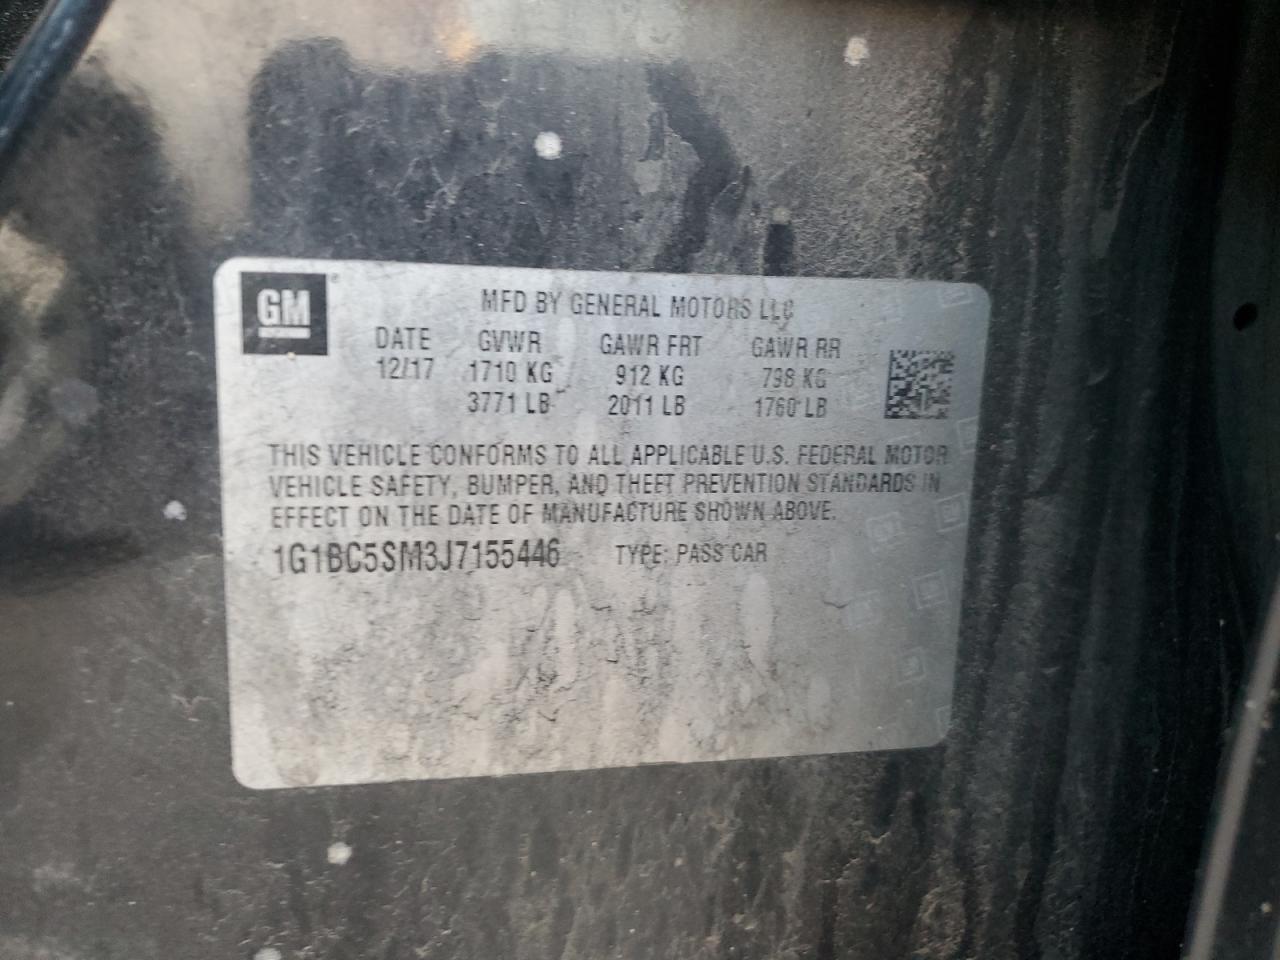 GM ®
MFD BY GENERAL MOTORS LLC
DATE GVWR GAWR FRT GAWR RR
12/17 1710 KG 912 KG 798 KG
3771 LB 2011 LB 1760 LB
THIS VEHICLE CONFORMS TO ALL APPLICABLE U.S. FEDERAL MOTOR
VEHICLE SAFETY, BUMPER, AND THEFT PREVENTION STANDARDS IN
EFFECT ON THE DATE OF MANUFACTURE SHOWN ABOVE.
1G1BC5SM3J7155446 TYPE: PASS CAR